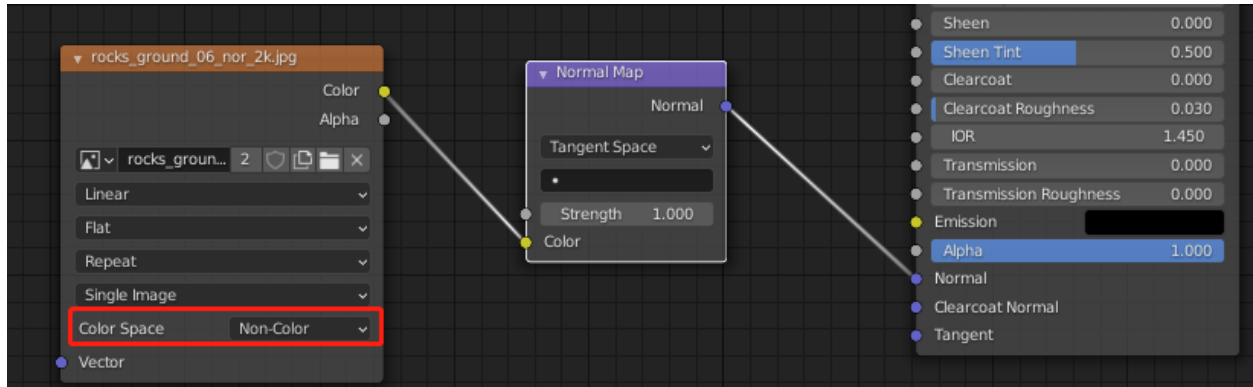 rocks_ground_06_nor_2k.jpg
Color
Alpha
rocks_groun... 2
Linear
Flat
Repeat
Single Image
Color Space Non-Color
Vector
Normal Map
Normal
Tangent Space
Strength 1.000
Color
Sheen 0.000
Sheen Tint 0.500
Clearcoat 0.000
Clearcoat Roughness 0.030
IOR 1.450
Transmission 0.000
Transmission Roughness 0.000
Emission
Alpha 1.000
Normal
Clearcoat Normal
Tangent